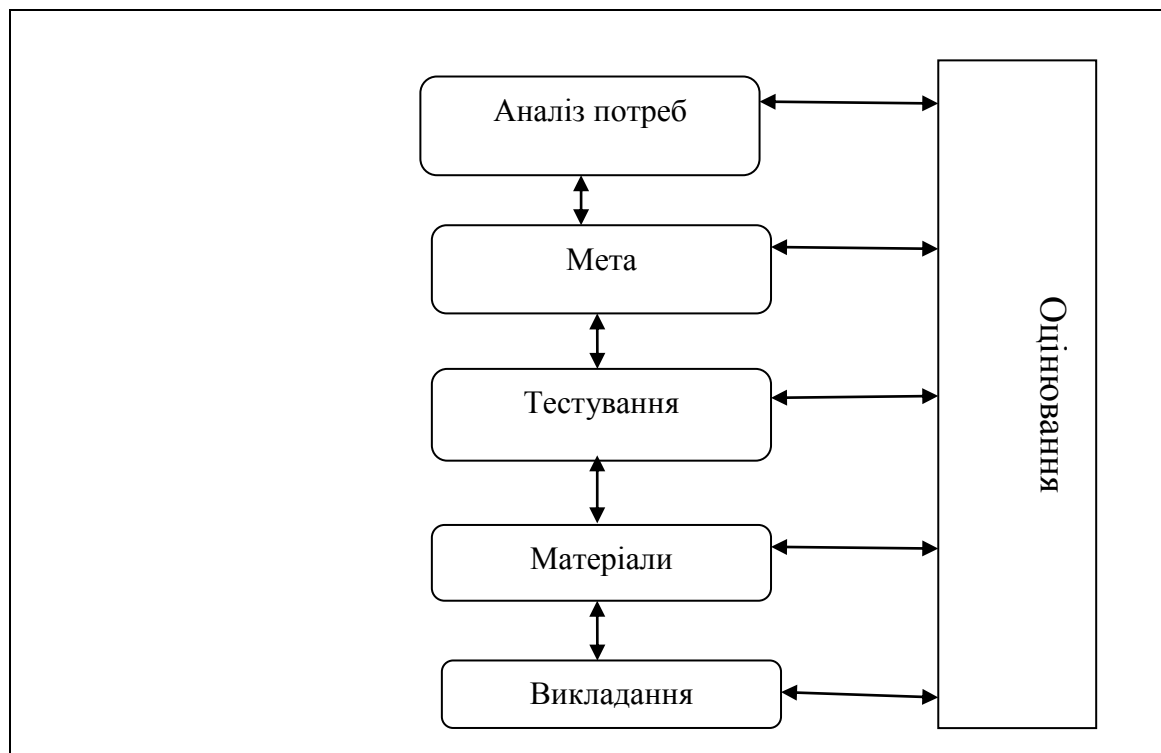 Аналіз потреб
Мета
Тестування
Матеріали
Викладання
Оцінювання